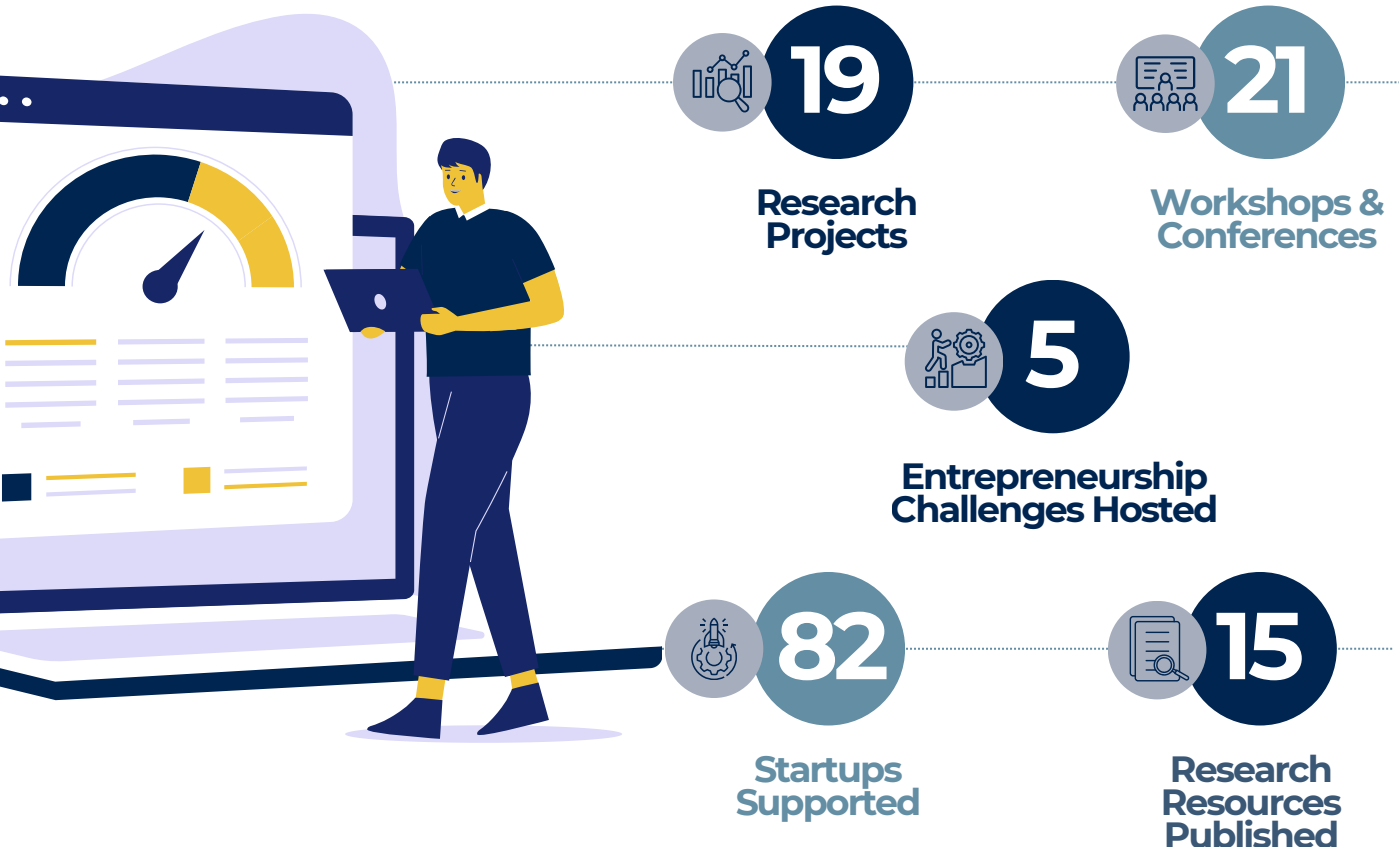 19
Research
Projects
21
Workshops &
Conferences
5
Entrepreneurship
Challenges Hosted
82
Startups
Supported
15
Research
Resources
Published